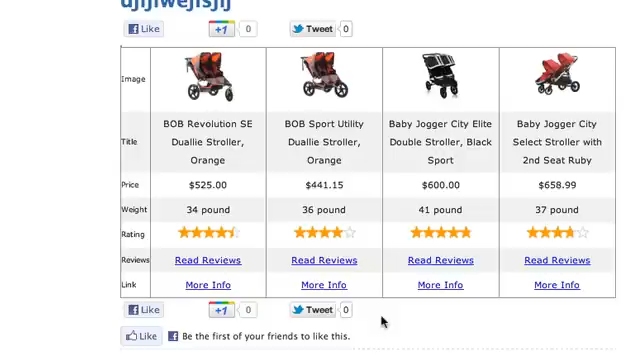 djfjlwejlsjlj
Like +1 0 Tweet 0
Image
Title BOB Revolution SE Duallie Stroller, Orange BOB Sport Utility Duallie Stroller, Orange Baby Jogger City Elite Double Stroller, Black Sport Baby Jogger City Select Stroller with 2nd Seat Ruby
Price $525.00 $441.15 $600.00 $658.99
Weight 34 pound 36 pound 41 pound 37 pound
Rating
Reviews Read Reviews Read Reviews Read Reviews Read Reviews
Link More Info More Info More Info More Info
Like +1 0 Tweet 0
Like Be the first of your friends to like this.